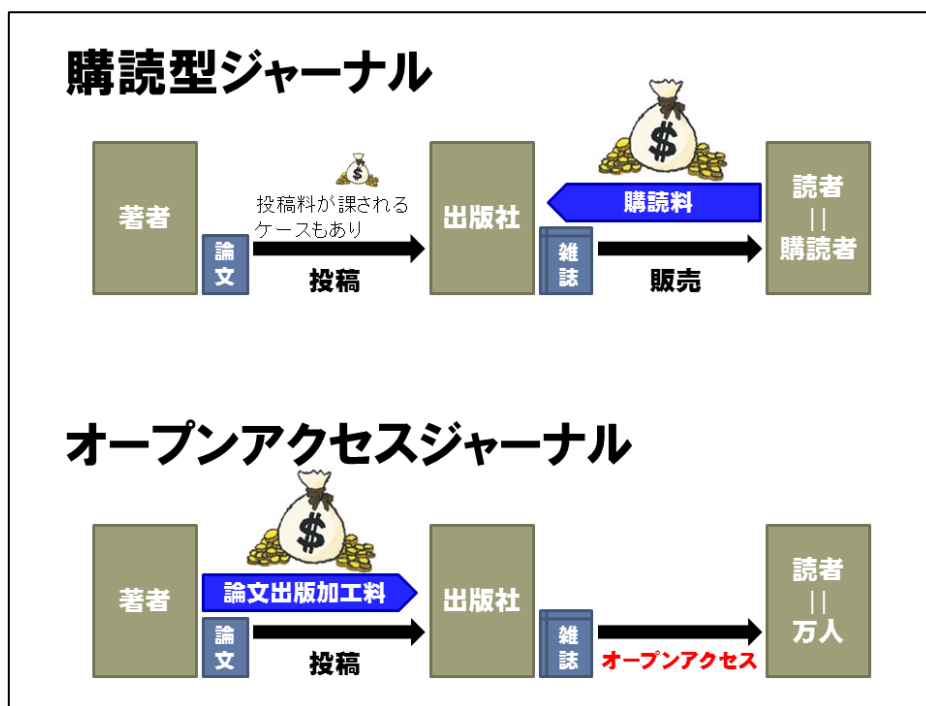 購読型ジャーナル
著者
論文
$
投稿料が課される
ケースもあり
投稿
出版社
雑誌
$
購読料
販売
読者
||
購読者
オープンアクセスジャーナル
著者
論文
$
論文出版加工料
投稿
出版社
雑誌
オープンアクセス
読者
||
万人